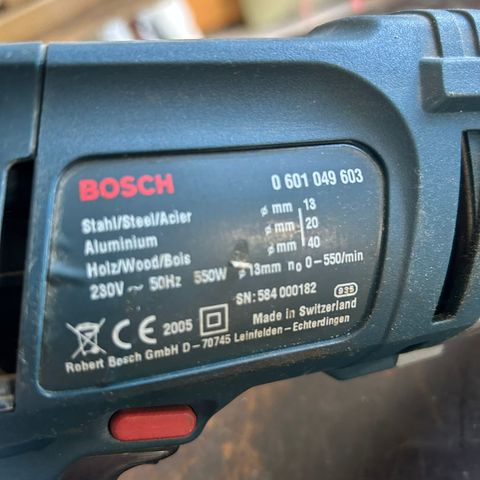 BOSCH 0 601 049 603
Stahl/Steel/Acier ø mm 13
Aluminium ø mm 20
Holz/Wood/Bois ø mm 40
230V ~ 50Hz 550W ø13mm n0 0–550/min
SN: 584 000182 935
CE 2005 Made in Switzerland
Robert Bosch GmbH D – 70745 Leinfelden – Echterdingen